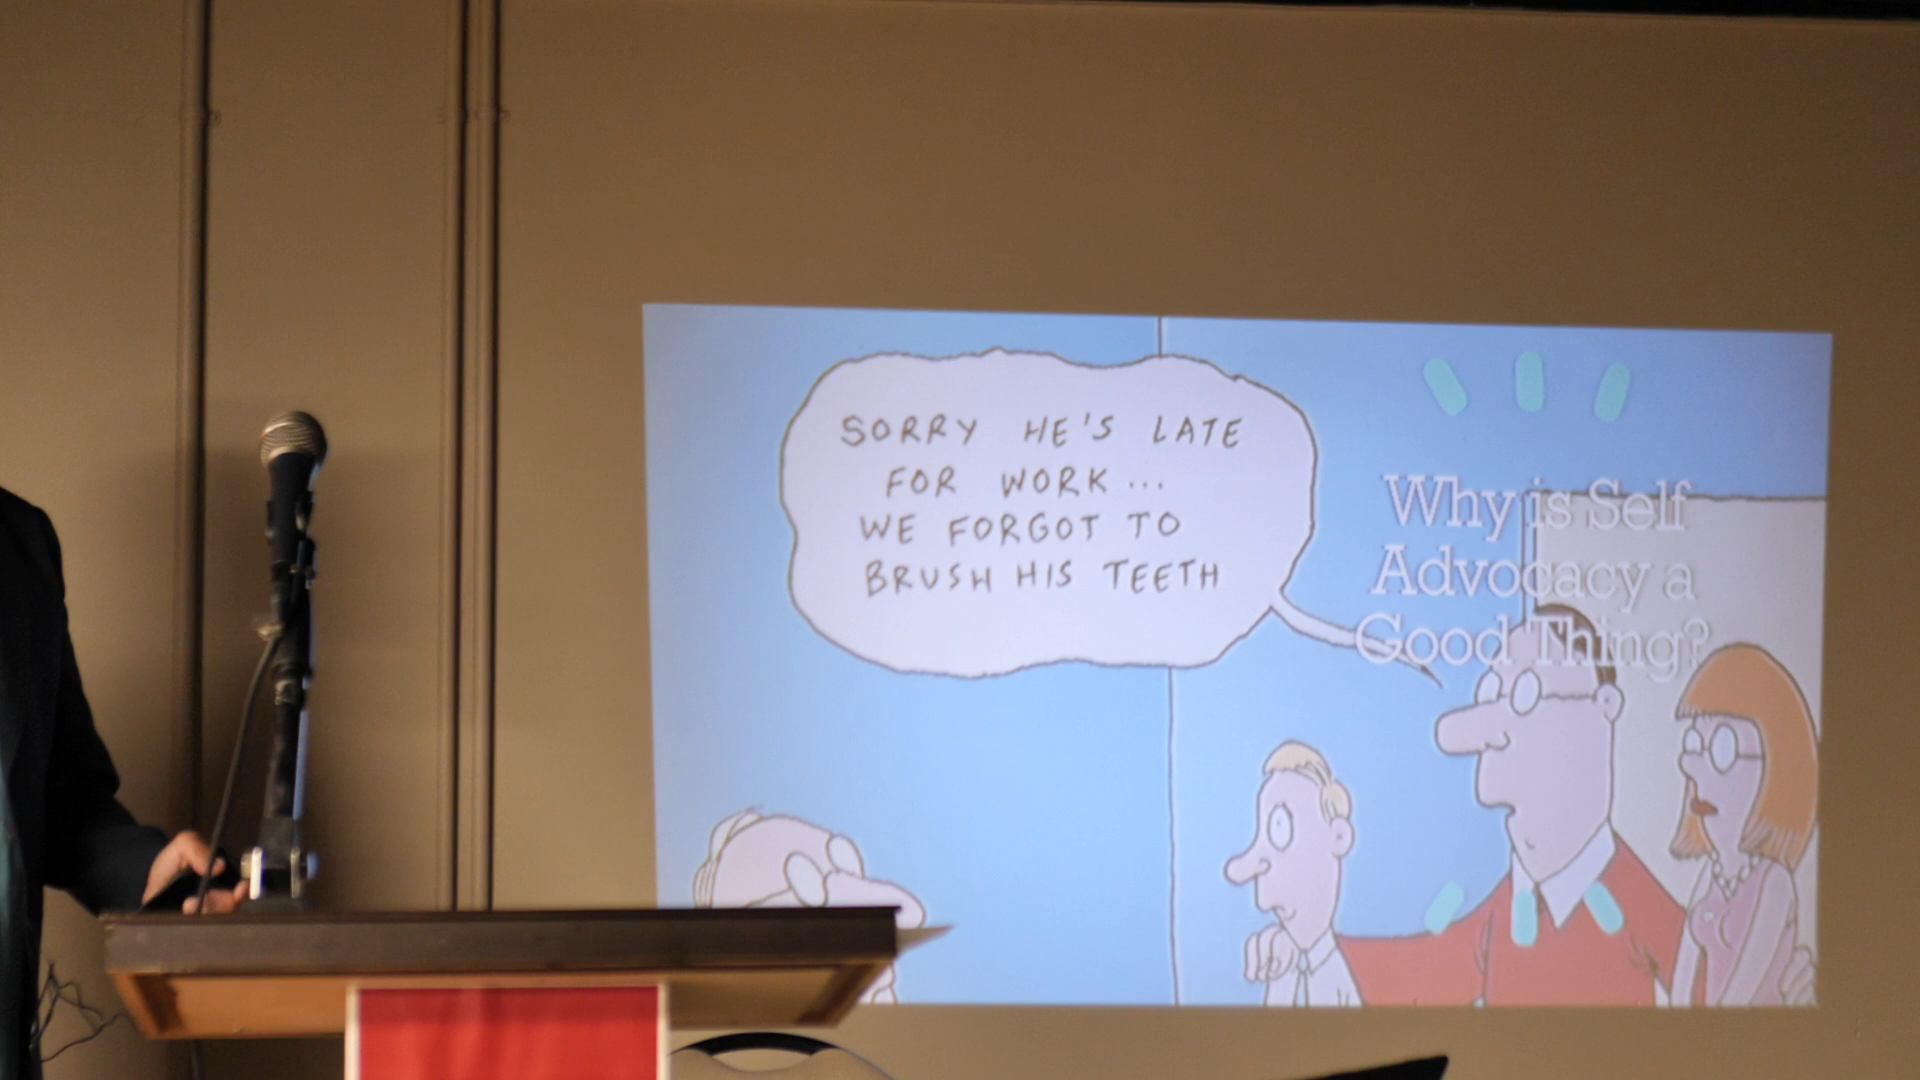 SORRY HE'S LATE
FOR WORK...
WE FORGOT TO
BRUSH HIS TEETH
Why is Self
Advocacy a
Good Thing?